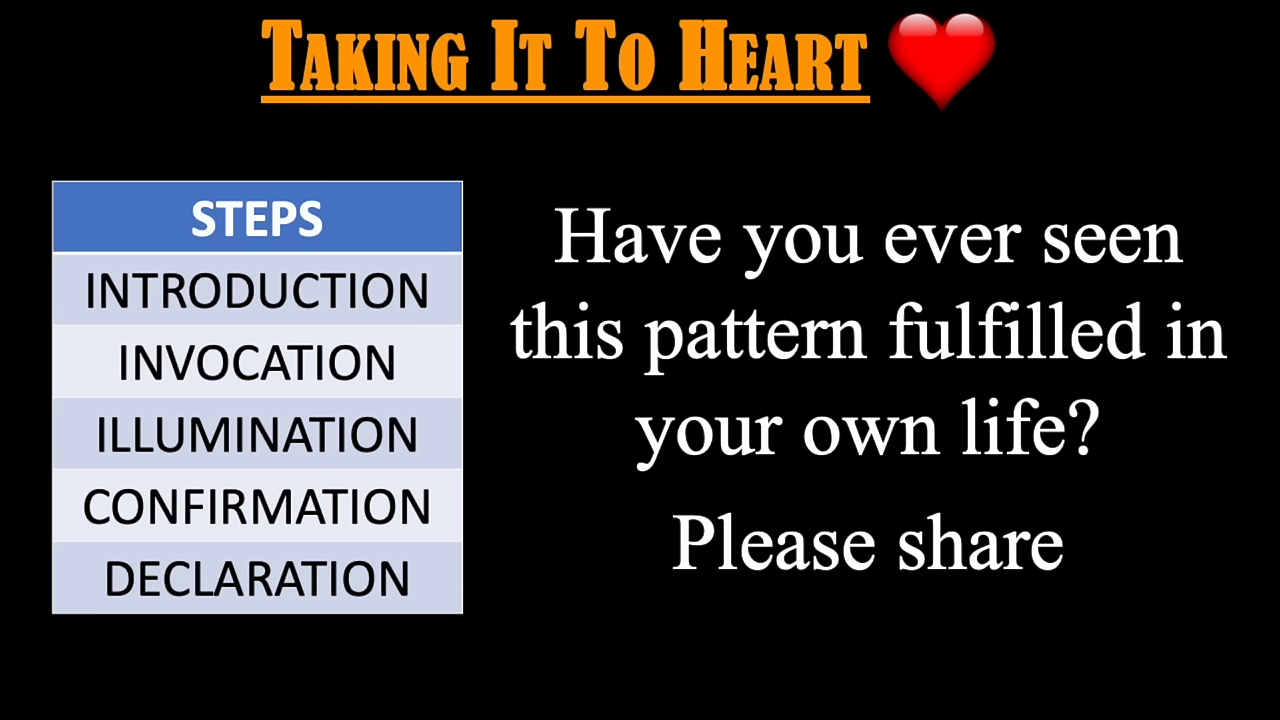 TAKING IT TO HEART
STEPS
INTRODUCTION
INVOCATION
ILLUMINATION
CONFIRMATION
DECLARATION
Have you ever seen
this pattern fulfilled in
your own life?
Please share